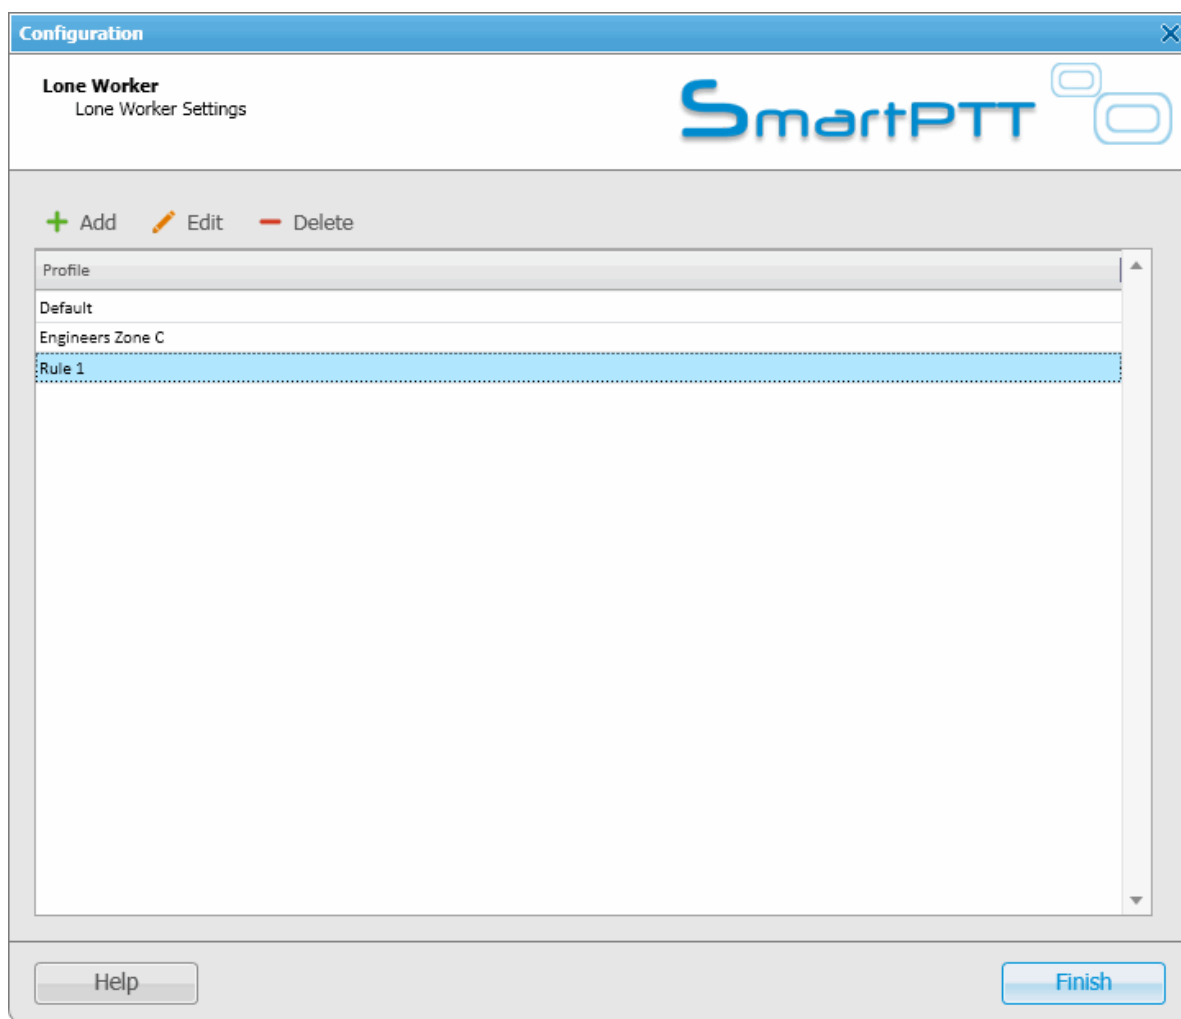 Configuration
Lone Worker
Lone Worker Settings
SmartPTT
Add Edit Delete
Profile
Default
Engineers Zone C
Rule 1
Help Finish